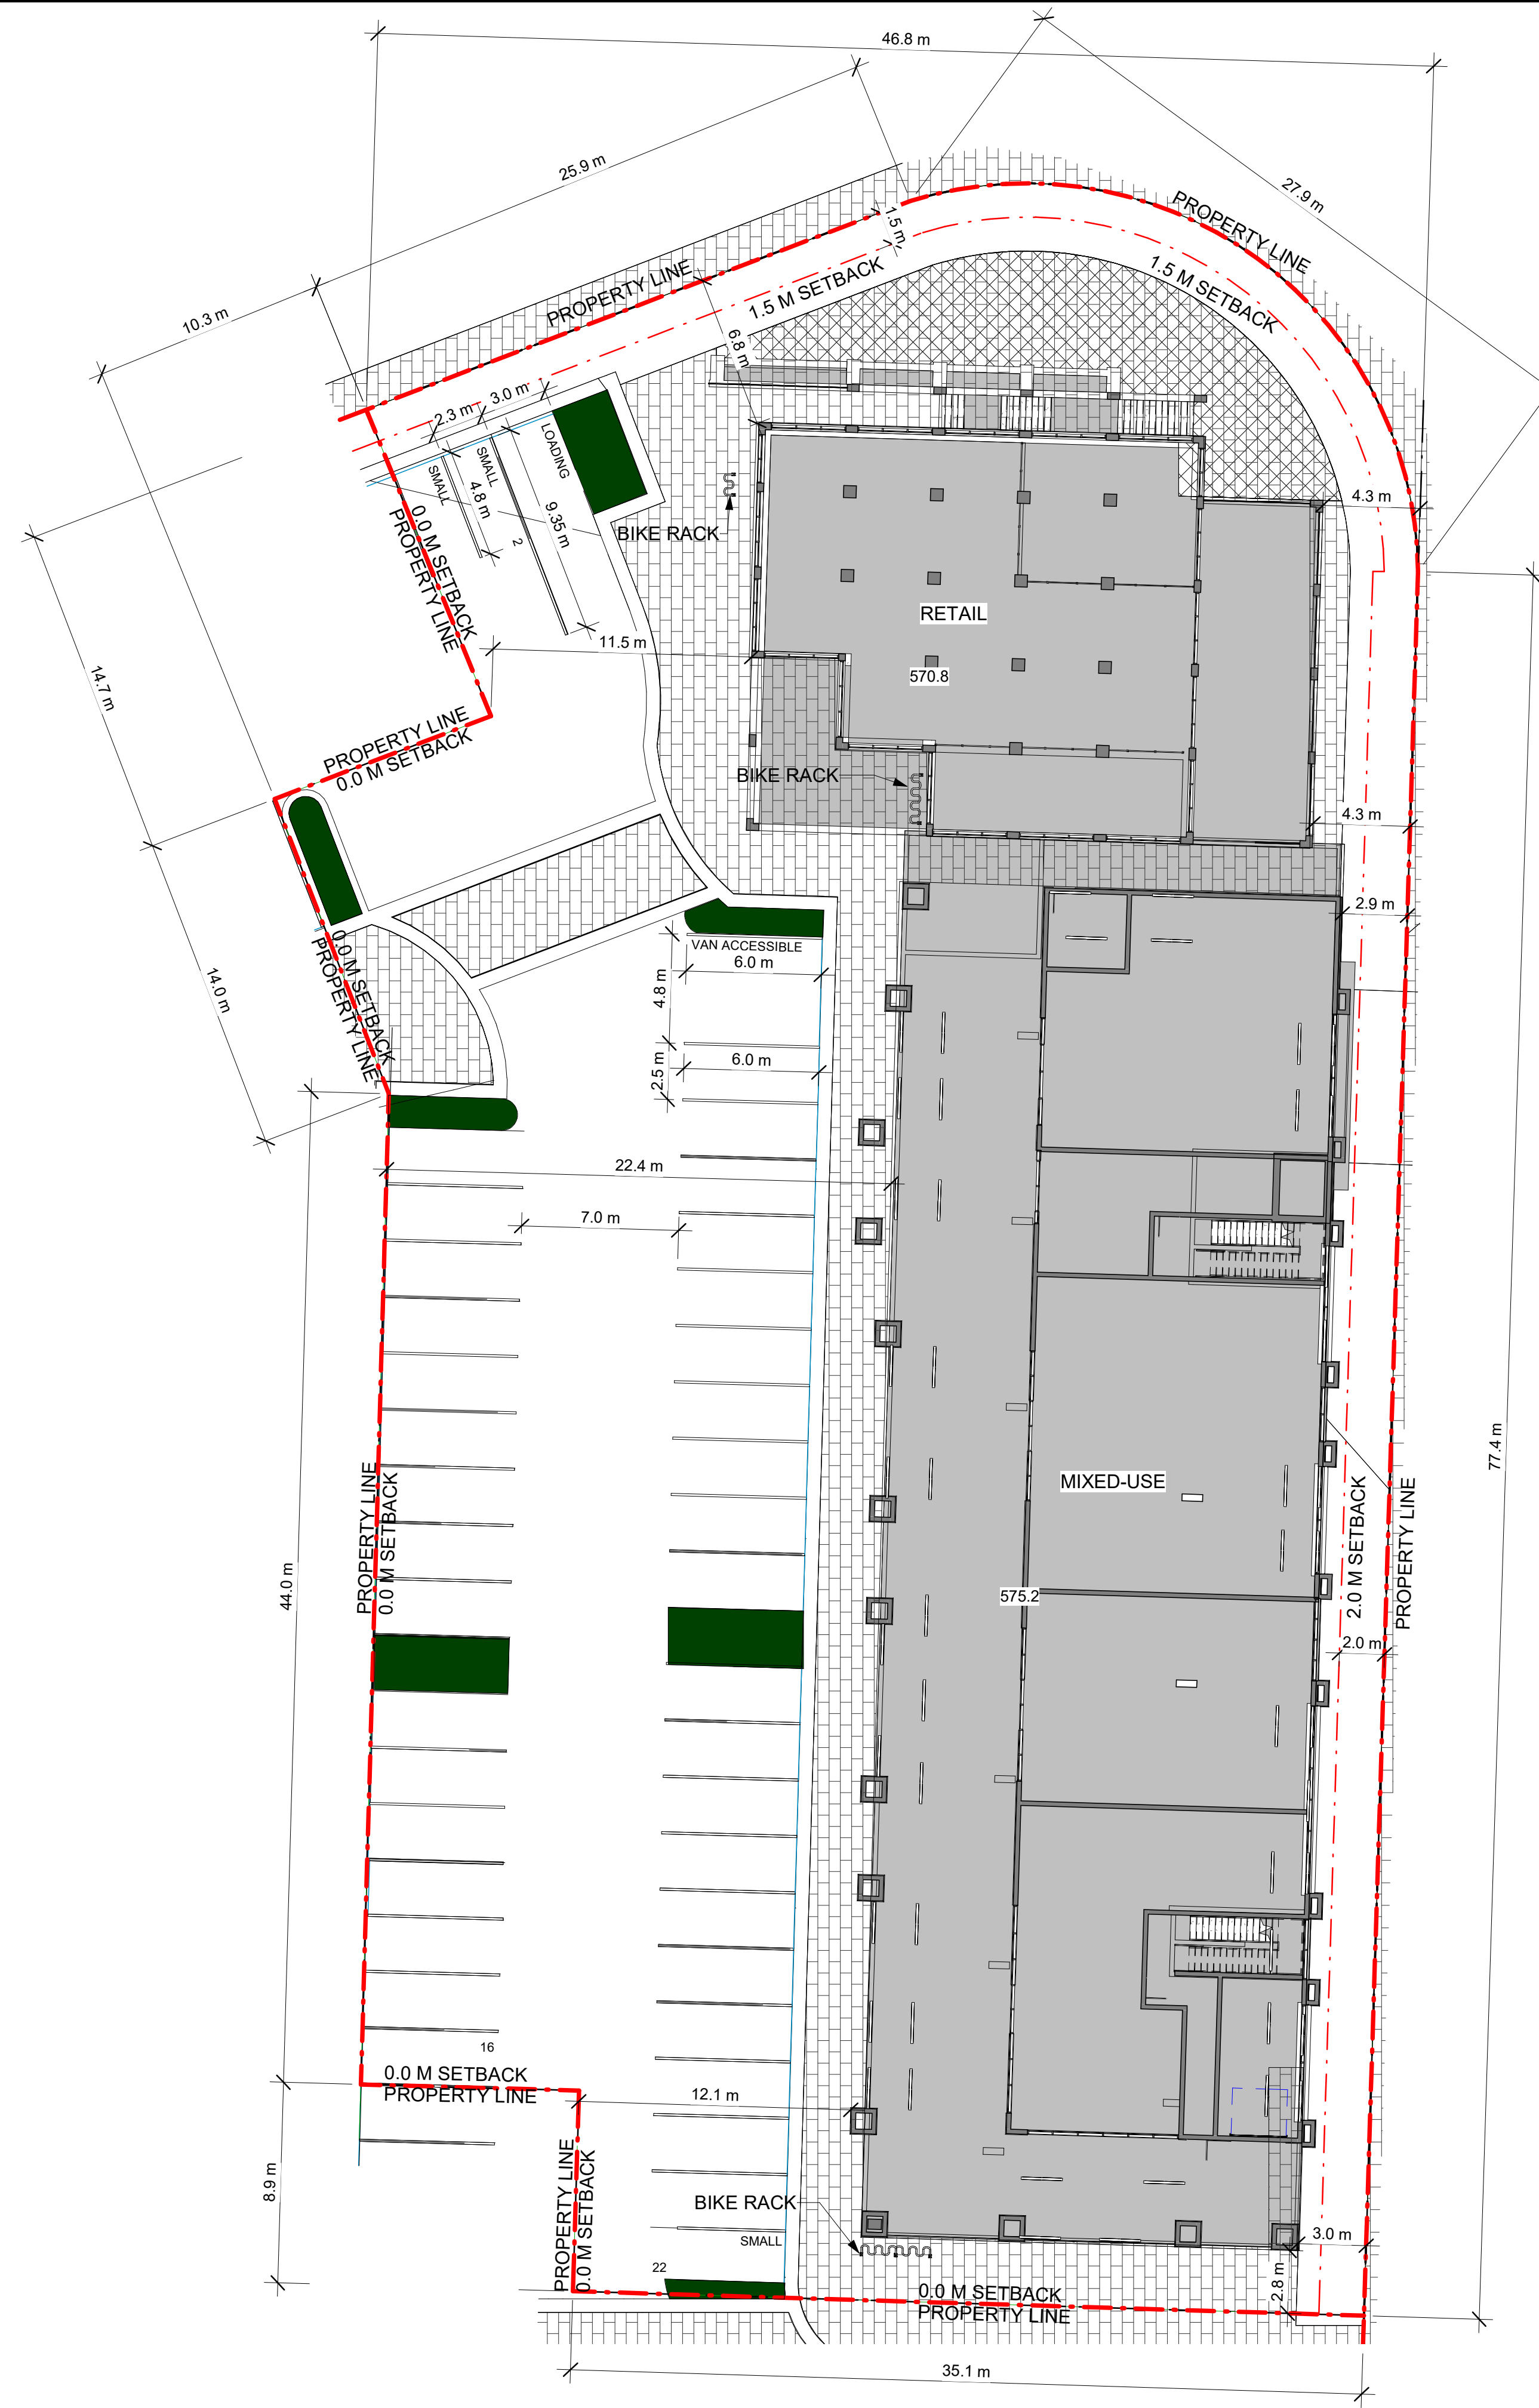 46.8 m
25.9 m
27.9 m
PROPERTY LINE
1.5 m
PROPERTY LINE
1.5 M SETBACK
1.5 M SETBACK
10.3 m
6.8 m
2.3 m
3.0 m
LOADING
SMALL
SMALL
4.8 m
9.35 m
2
4.3 m
BIKE RACK
0.0 M SETBACK
PROPERTY LINE
RETAIL
11.5 m
570.8
14.7 m
PROPERTY LINE
0.0 M SETBACK
BIKE RACK
4.3 m
2.9 m
VAN ACCESSIBLE
6.0 m
0.0 M SETBACK
PROPERTY LINE
4.8 m
14.0 m
6.0 m
2.5 m
22.4 m
7.0 m
77.4 m
MIXED-USE
PROPERTY LINE
0.0 M SETBACK
2.0 M SETBACK
PROPERTY LINE
44.0 m
575.2
2.0 m
16
0.0 M SETBACK
PROPERTY LINE
12.1 m
8.9 m
PROPERTY LINE
0.0 M SETBACK
BIKE RACK
SMALL
3.0 m
22
2.8 m
0.0 M SETBACK
PROPERTY LINE
35.1 m